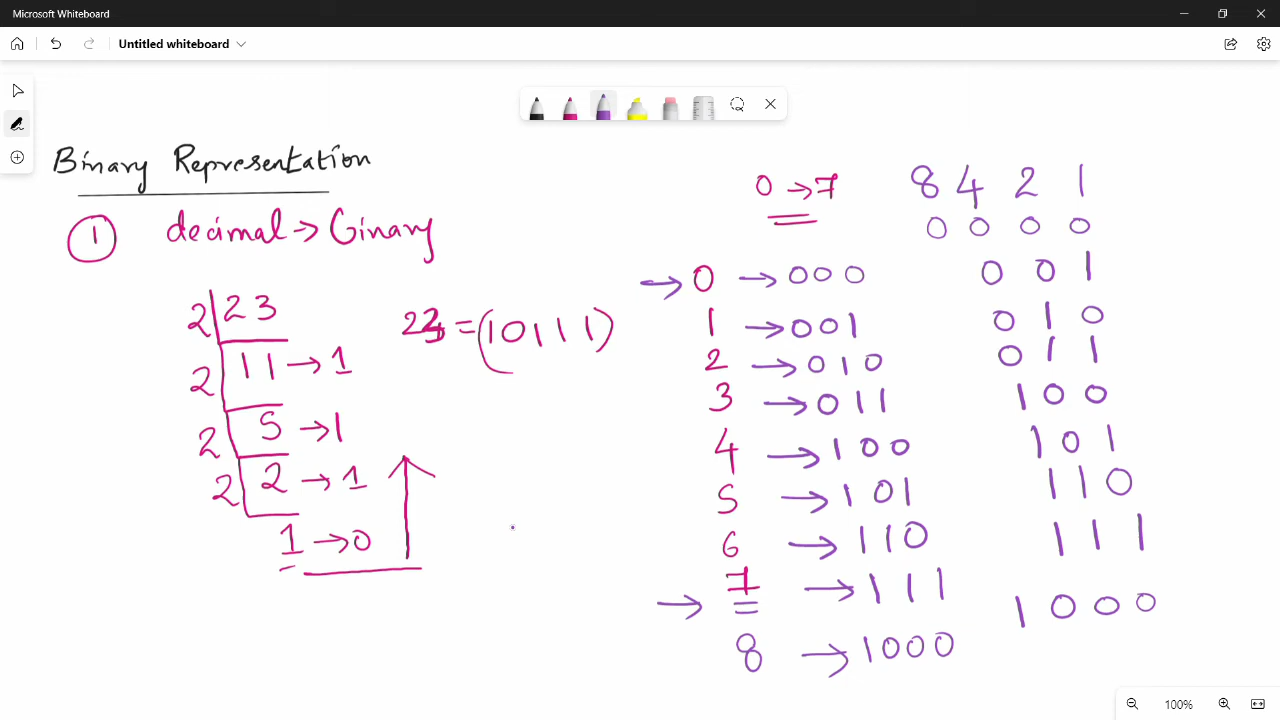 Microsoft Whiteboard
Untitled whiteboard
Binary Representation
1 decimal → Binary
2 | 23
2 | 11 → 1
2 | 5 → 1
2 | 2 → 1
1 → 0
= (10111)
0 → 7
→ 0 → 000
1 → 001
2 → 010
3 → 011
4 → 100
5 → 101
6 → 110
→ 7 → 111
8 → 1000
8 4 2 1
0 0 0 0
0 0 1
0 1 0
0 1 1
1 0 0
1 0 1
1 1 0
1 1 1
1 0 0 0
100%